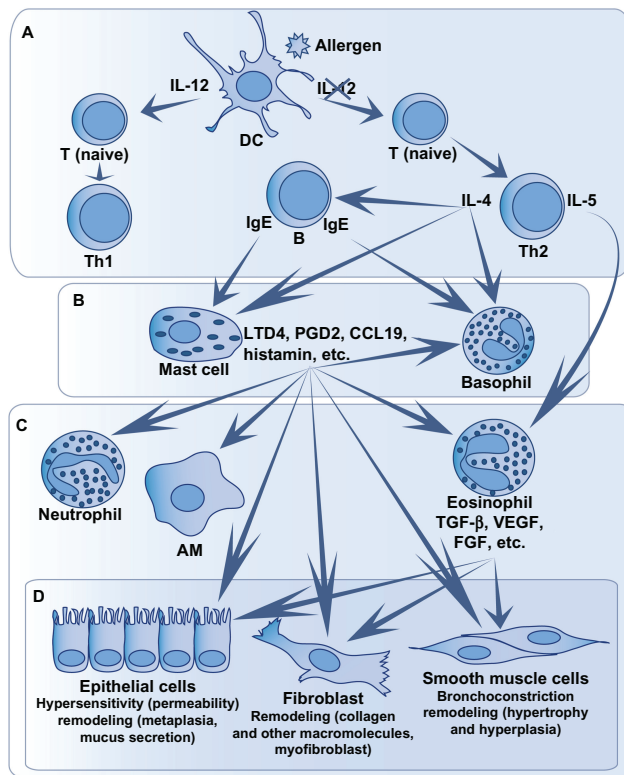 A
Allergen
IL-12
IL-12
DC
T (naive)
T (naive)
IL-4
IL-5
IgE
B
IgE
Th1
Th2
B
LTD4, PGD2, CCL19,
histamin, etc.
Mast cell
Basophil
C
Neutrophil
AM
Eosinophil
TGF-β, VEGF,
FGF, etc.
D
Epithelial cells
Hypersensitivity (permeability)
remodeling (metaplasia,
mucus secretion)
Fibroblast
Remodeling (collagen
and other macromolecules,
myofibroblast)
Smooth muscle cells
Bronchoconstriction
remodeling (hypertrophy
and hyperplasia)